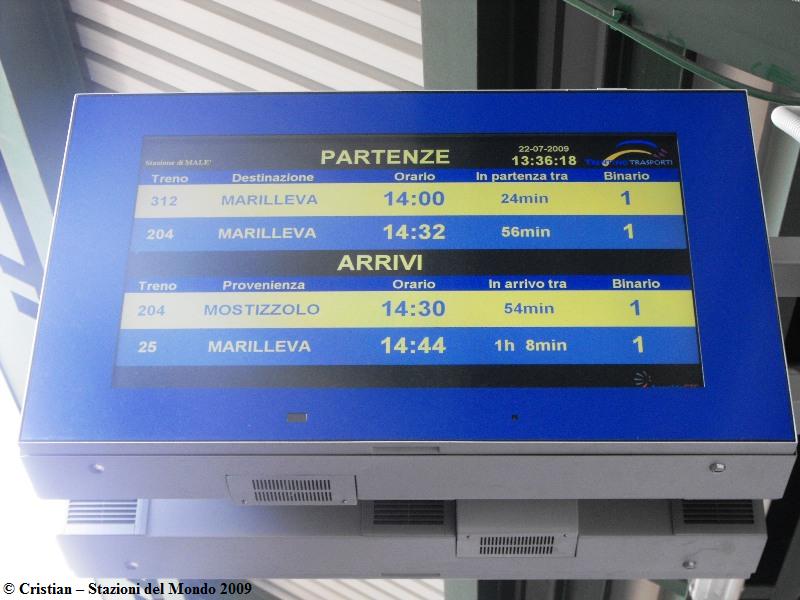 22-07-2009
Stazione di MALE' PARTENZE 13:36:18 TRENTINO TRASPORTI
Treno Destinazione Orario In partenza tra Binario
312 MARILLEVA 14:00 24min 1
204 MARILLEVA 14:32 56min 1
ARRIVI
Treno Provenienza Orario In arrivo tra Binario
204 MOSTIZZOLO 14:30 54min 1
25 MARILLEVA 14:44 1h 8min 1
© Cristian – Stazioni del Mondo 2009